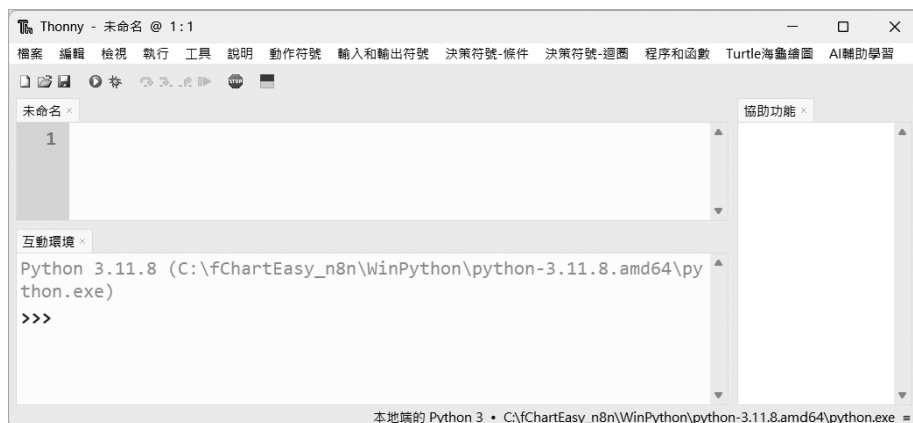 Thonny - 未命名 @ 1:1
檔案 編輯 檢視 執行 工具 說明 動作符號 輸入和輸出符號 決策符號-條件 決策符號-迴圈 程序和函數 Turtle海龜繪圖 AI輔助學習
STOP
未命名 ×
協助功能 ×
1
互動環境 ×
Python 3.11.8 (C:\fChartEasy_n8n\WinPython\python-3.11.8.amd64\py
thon.exe)
>>>
本地端的 Python 3 • C:\fChartEasy_n8n\WinPython\python-3.11.8.amd64\python.exe ≡